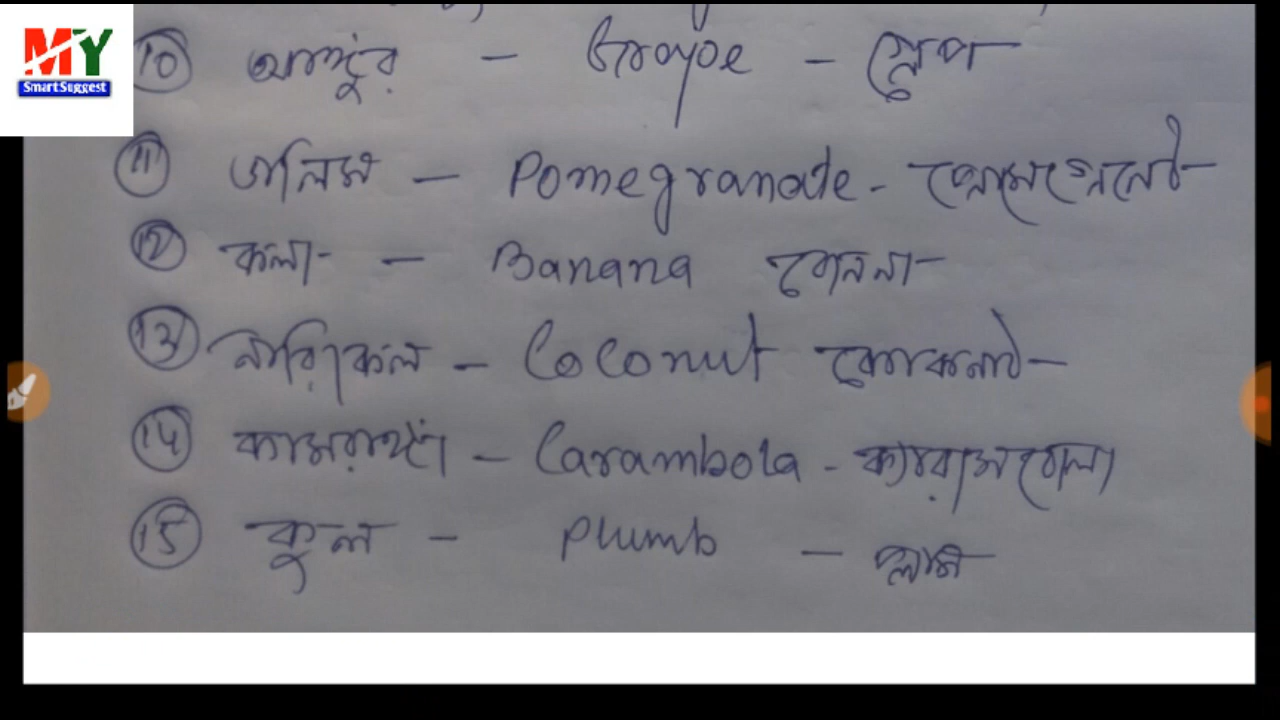 MY
SmartSuggest
10 আঙ্গুর - Grape - গ্রেপ
11 ডালিম - Pomegranate - পোমেগ্রেনেট
12 কলা - Banana বেননা
13 নারিকেল - Coconut কোকনাট
14 কামরাঙ্গা - Carambola - ক্যারামবোলা
15 কুল - Plumb - প্লাম